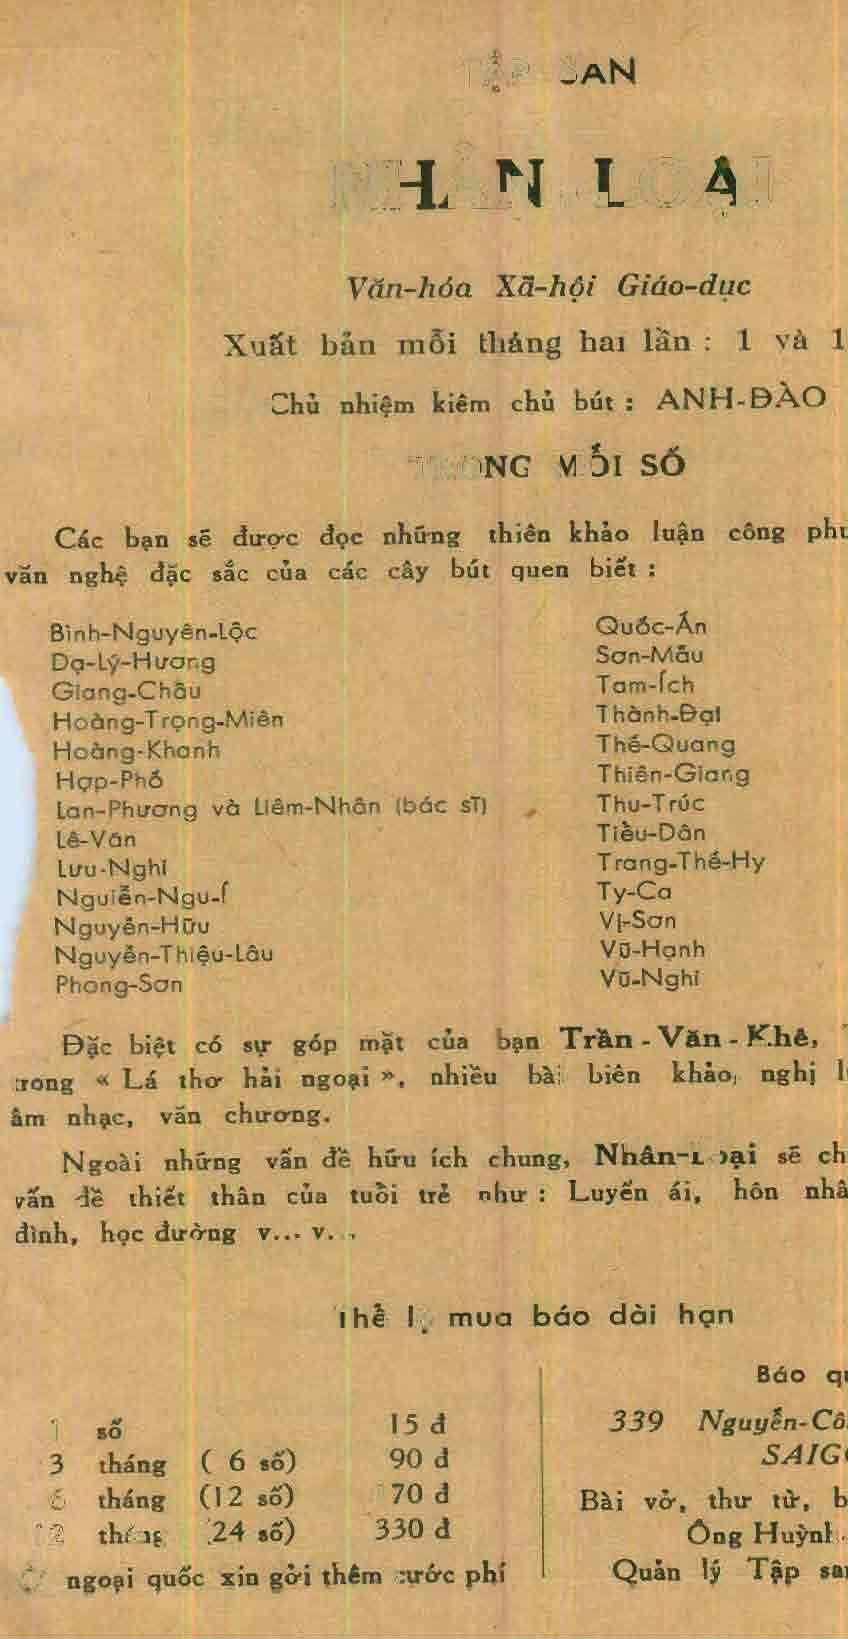 TẬP SAN
NHÂN LOẠI
Văn-hóa Xã-hội Giáo-dục
Xuất bản mỗi tháng hai lần : 1 và 1
Chủ nhiệm kiêm chủ bút : ANH-ĐÀO
TRONG MỖI SỐ
Các bạn sẽ được đọc những thiên khảo luận công phu
văn nghệ đặc sắc của các cây bút quen biết :
Bình-Nguyên-Lộc
Dạ-Lý-Hương
Giang-Châu
Hoàng-Trọng-Miên
Hoàng-Khanh
Hợp-Phố
Lan-Phương và Liêm-Nhân (bác sĩ)
Lê-Văn
Lưu-Nghi
Nguiễn-Ngu-Í
Nguyễn-Hữu
Nguyễn-Thiệu-Lâu
Phong-Sơn
Quốc-Ấn
Sơn-Mẫu
Tam-Ích
Thành-Đạt
Thế-Quang
Thiên-Giang
Thu-Trúc
Tiểu-Dân
Trang-Thế-Hy
Ty-Ca
Vị-Sơn
Vũ-Hạnh
Vũ-Nghi
Đặc biệt có sự góp mặt của bạn Trần-Văn-Khê,
trong « Lá thơ hải ngoại », nhiều bài biên khảo, nghị
âm nhạc, văn chương.
Ngoài những vấn đề hữu ích chung, Nhân-Loại sẽ
vấn đề thiết thân của tuổi trẻ như : Luyến ái, hôn
đình, học đường v... v...
Thể lệ mua báo dài hạn
1 số 15 đ
3 tháng ( 6 số) 90 đ
6 tháng (12 số) 70 đ
12 tháng 24 số) 330 đ
Ở ngoại quốc xin gởi thêm cước phí
Báo
339 Nguyễn-
Bài vở, thư từ,
Ông Huỳnh
Quản lý Tập san